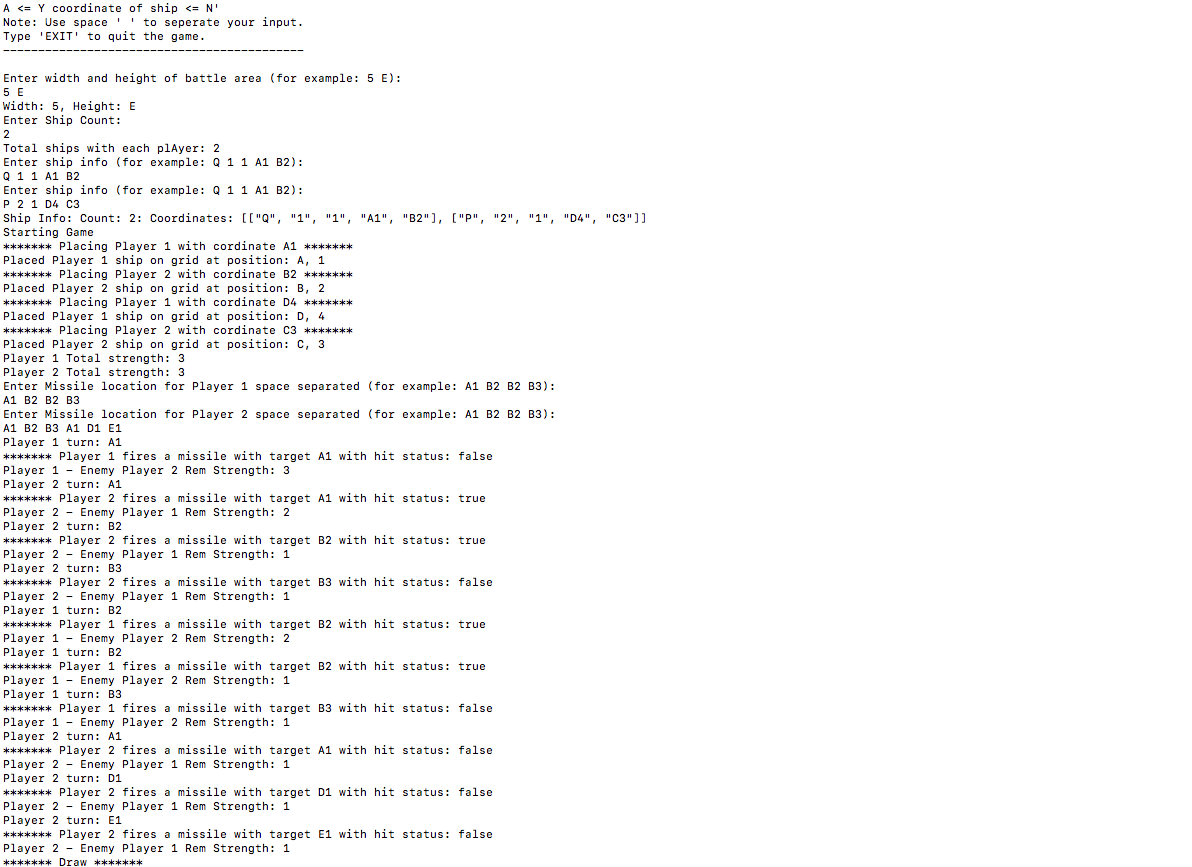 A <= Y coordinate of ship <= N'
Note: Use space ' ' to seperate your input.
Type 'EXIT' to quit the game.
-------------------------------------------
Enter width and height of battle area (for example: 5 E):
5 E
Width: 5, Height: E
Enter Ship Count:
2
Total ships with each plAyer: 2
Enter ship info (for example: Q 1 1 A1 B2):
Q 1 1 A1 B2
Enter ship info (for example: Q 1 1 A1 B2):
P 2 1 D4 C3
Ship Info: Count: 2: Coordinates: [["Q", "1", "1", "A1", "B2"], ["P", "2", "1", "D4", "C3"]]
Starting Game
******* Placing Player 1 with cordinate A1 *******
Placed Player 1 ship on grid at position: A, 1
******* Placing Player 2 with cordinate B2 *******
Placed Player 2 ship on grid at position: B, 2
******* Placing Player 1 with cordinate D4 *******
Placed Player 1 ship on grid at position: D, 4
******* Placing Player 2 with cordinate C3 *******
Placed Player 2 ship on grid at position: C, 3
Player 1 Total strength: 3
Player 2 Total strength: 3
Enter Missile location for Player 1 space separated (for example: A1 B2 B2 B3):
A1 B2 B2 B3
Enter Missile location for Player 2 space separated (for example: A1 B2 B2 B3):
A1 B2 B3 A1 D1 E1
Player 1 turn: A1
******* Player 1 fires a missile with target A1 with hit status: false
Player 1 - Enemy Player 2 Rem Strength: 3
Player 2 turn: A1
******* Player 2 fires a missile with target A1 with hit status: true
Player 2 - Enemy Player 1 Rem Strength: 2
Player 2 turn: B2
******* Player 2 fires a missile with target B2 with hit status: true
Player 2 - Enemy Player 1 Rem Strength: 1
Player 2 turn: B3
******* Player 2 fires a missile with target B3 with hit status: false
Player 2 - Enemy Player 1 Rem Strength: 1
Player 1 turn: B2
******* Player 1 fires a missile with target B2 with hit status: true
Player 1 - Enemy Player 2 Rem Strength: 2
Player 1 turn: B2
******* Player 1 fires a missile with target B2 with hit status: true
Player 1 - Enemy Player 2 Rem Strength: 1
Player 1 turn: B3
******* Player 1 fires a missile with target B3 with hit status: false
Player 1 - Enemy Player 2 Rem Strength: 1
Player 2 turn: A1
******* Player 2 fires a missile with target A1 with hit status: false
Player 2 - Enemy Player 1 Rem Strength: 1
Player 2 turn: D1
******* Player 2 fires a missile with target D1 with hit status: false
Player 2 - Enemy Player 1 Rem Strength: 1
Player 2 turn: E1
******* Player 2 fires a missile with target E1 with hit status: false
Player 2 - Enemy Player 1 Rem Strength: 1
******* Draw *******